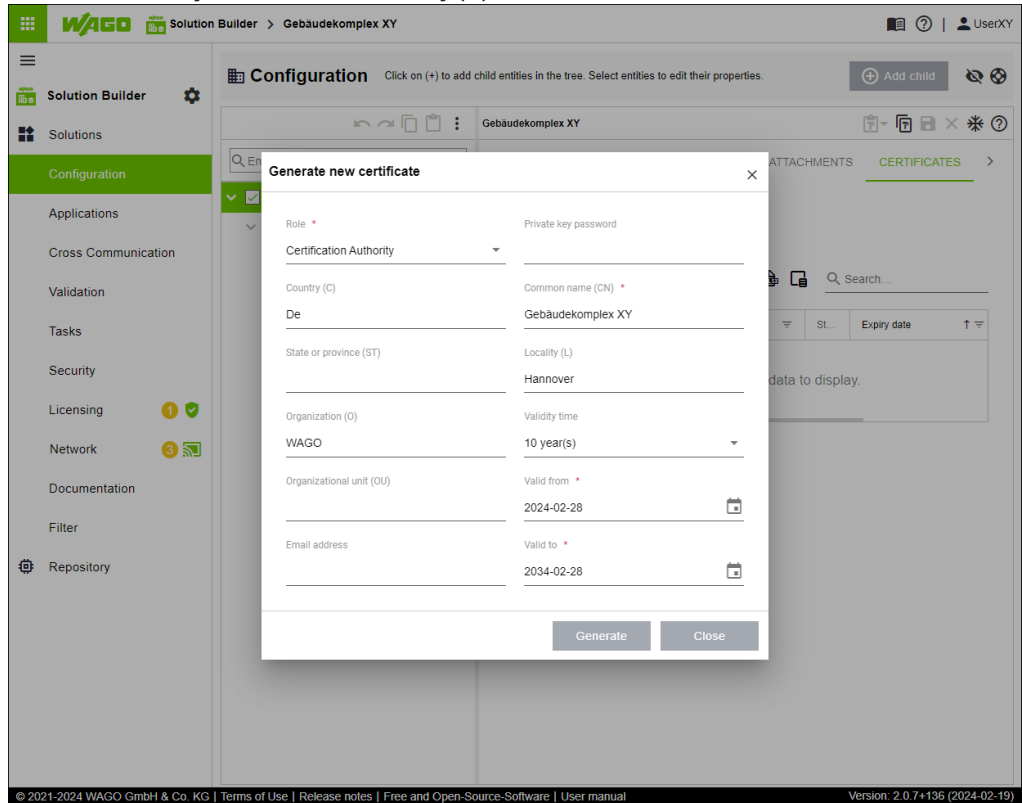 WAGO Solution Builder > Gebäudekomplex XY | UserXY
Configuration Click on (+) to add child entities in the tree. Select entities to edit their properties. Add child
Solution Builder
Solutions
Configuration
Applications
Cross Communication
Validation
Tasks
Security
Licensing 1
Network 3
Documentation
Filter
Repository
Gebäudekomplex XY
ATTACHMENTS CERTIFICATES
Search...
St... Expiry date
data to display.
Generate new certificate
Role * Private key password
Certification Authority
Country (C) Common name (CN) *
De Gebäudekomplex XY
State or province (ST) Locality (L)
Hannover
Organization (O) Validity time
WAGO 10 year(s)
Organizational unit (OU) Valid from *
2024-02-28
Email address Valid to *
2034-02-28
Generate Close
© 2021-2024 WAGO GmbH & Co. KG | Terms of Use | Release notes | Free and Open-Source-Software | User manual Version: 2.0.7+136 (2024-02-19)